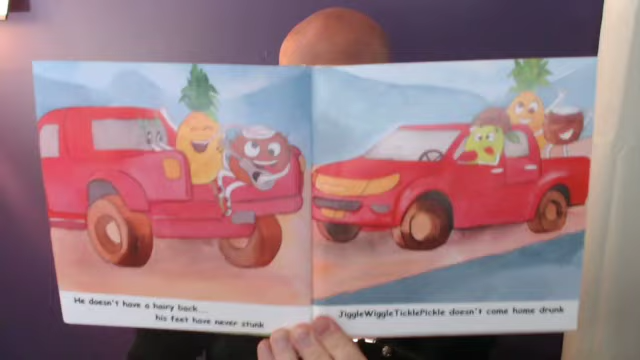 He doesn't have a hairy back...
his feet have never stunk
JiggleWiggleTicklePickle doesn't come home drunk